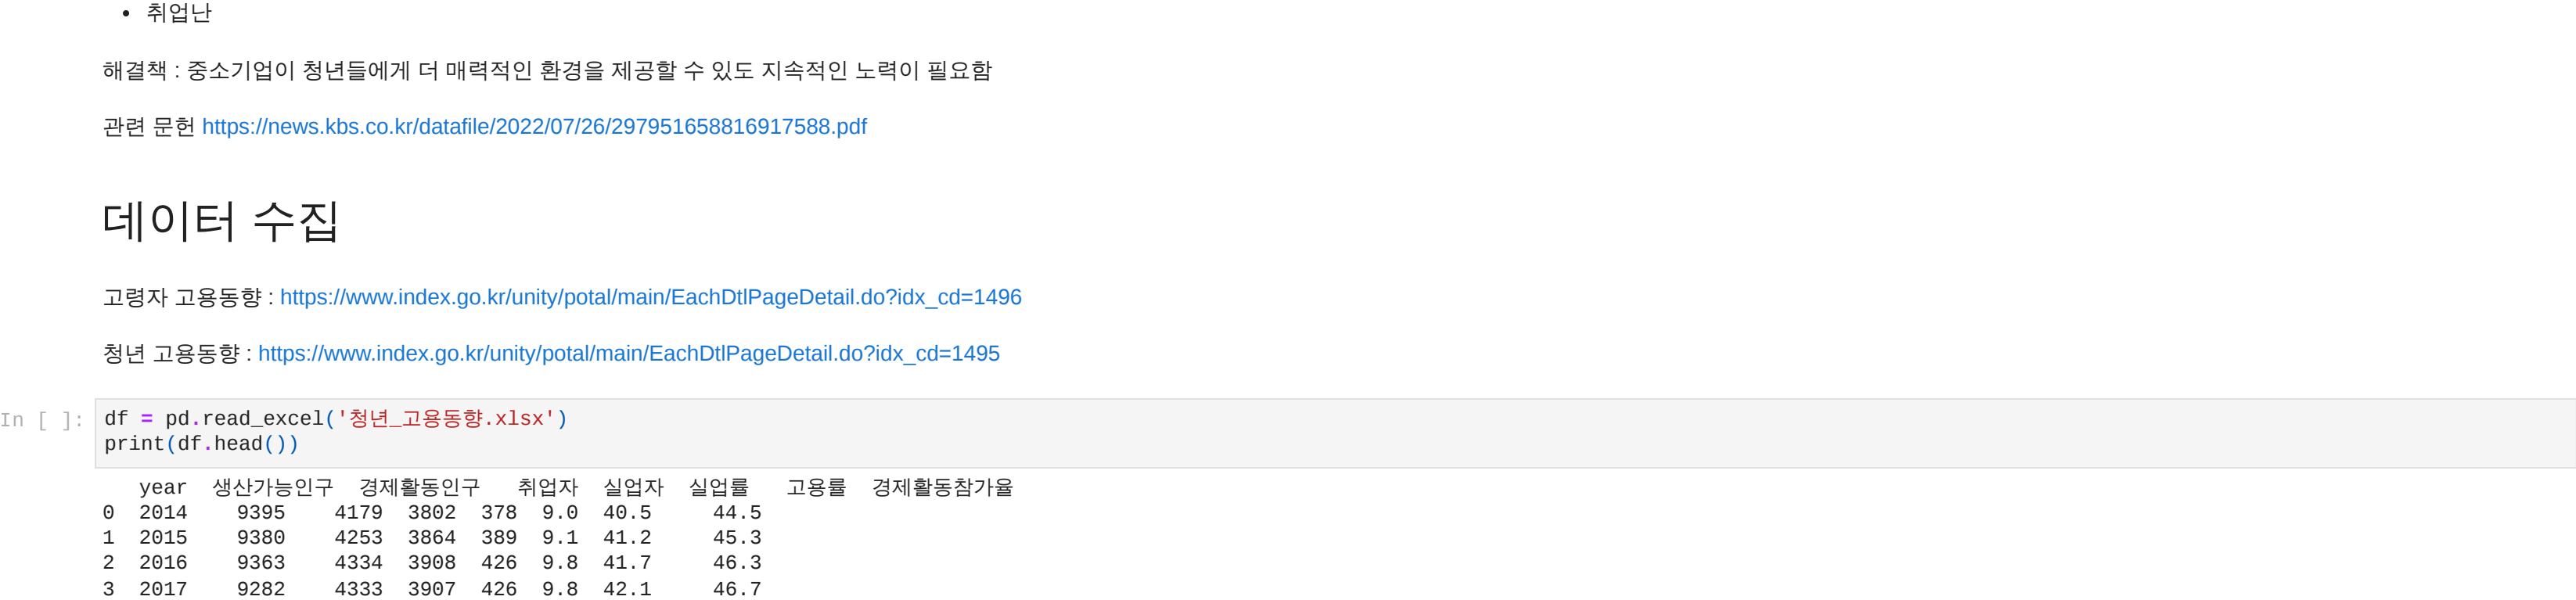 • 취업난
해결책 : 중소기업이 청년들에게 더 매력적인 환경을 제공할 수 있도 지속적인 노력이 필요함
관련 문헌 https://news.kbs.co.kr/datafile/2022/07/26/297951658816917588.pdf
데이터 수집
고령자 고용동향 : https://www.index.go.kr/unity/potal/main/EachDtlPageDetail.do?idx_cd=1496
청년 고용동향 : https://www.index.go.kr/unity/potal/main/EachDtlPageDetail.do?idx_cd=1495
In [ ]: df = pd.read_excel('청년_고용동향.xlsx')
print(df.head())
year 생산가능인구 경제활동인구 취업자 실업자 실업률 고용률 경제활동참가율
0 2014 9395 4179 3802 378 9.0 40.5 44.5
1 2015 9380 4253 3864 389 9.1 41.2 45.3
2 2016 9363 4334 3908 426 9.8 41.7 46.3
3 2017 9282 4333 3907 426 9.8 42.1 46.7